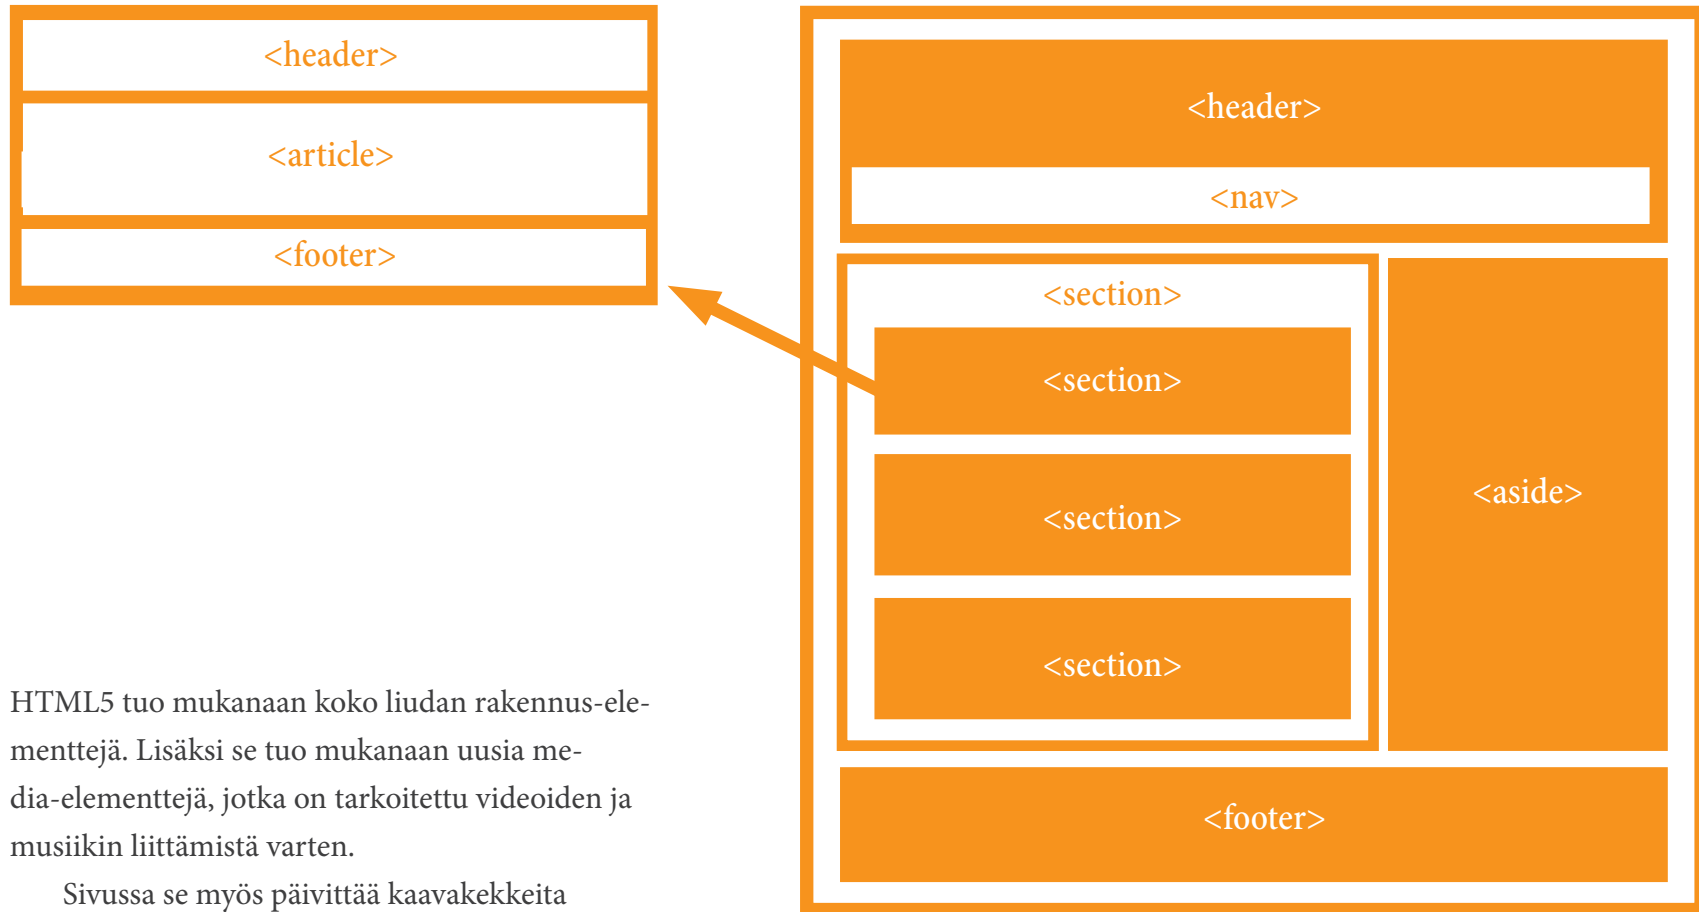 <header>
<article>
<footer>
HTML5 tuo mukanaan koko liudan rakennus-ele-
menttejä. Lisäksi se tuo mukanaan uusia me-
dia-elementtejä, jotka on tarkoitettu videoiden ja
musiikin liittämistä varten.
Sivussa se myös päivittää kaavakekkeita
<header>
<nav>
<section>
<section>
<section>
<section>
<aside>
<footer>